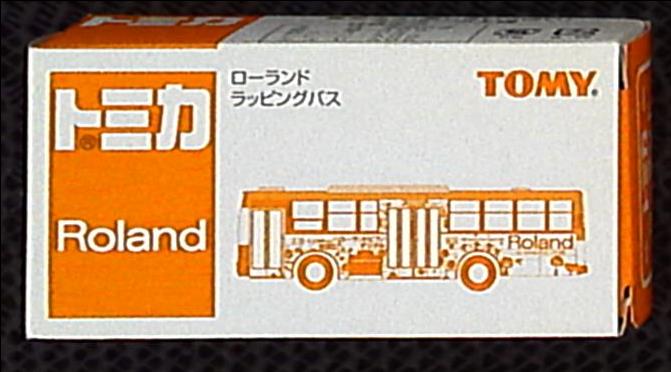 トミカ®
Roland
ローランド
ラッピングバス
TOMY®
Roland